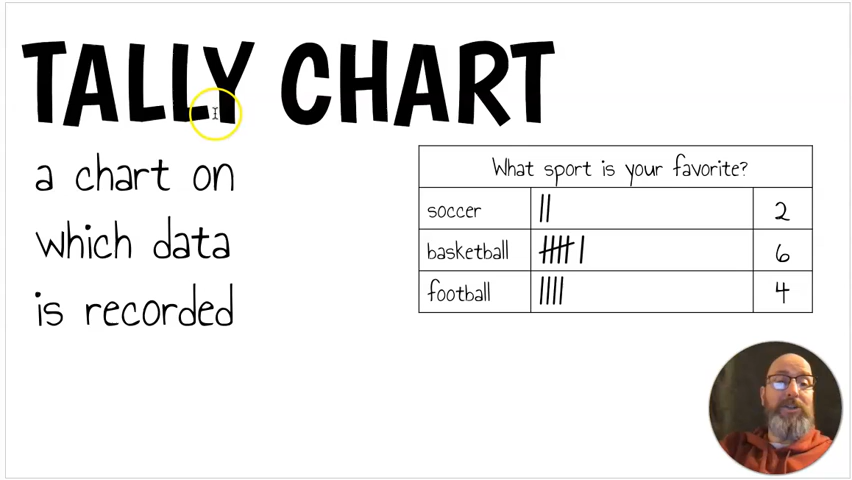 TALLY CHART
a chart on
which data
is recorded
What sport is your favorite?
soccer 2
basketball 6
football 4